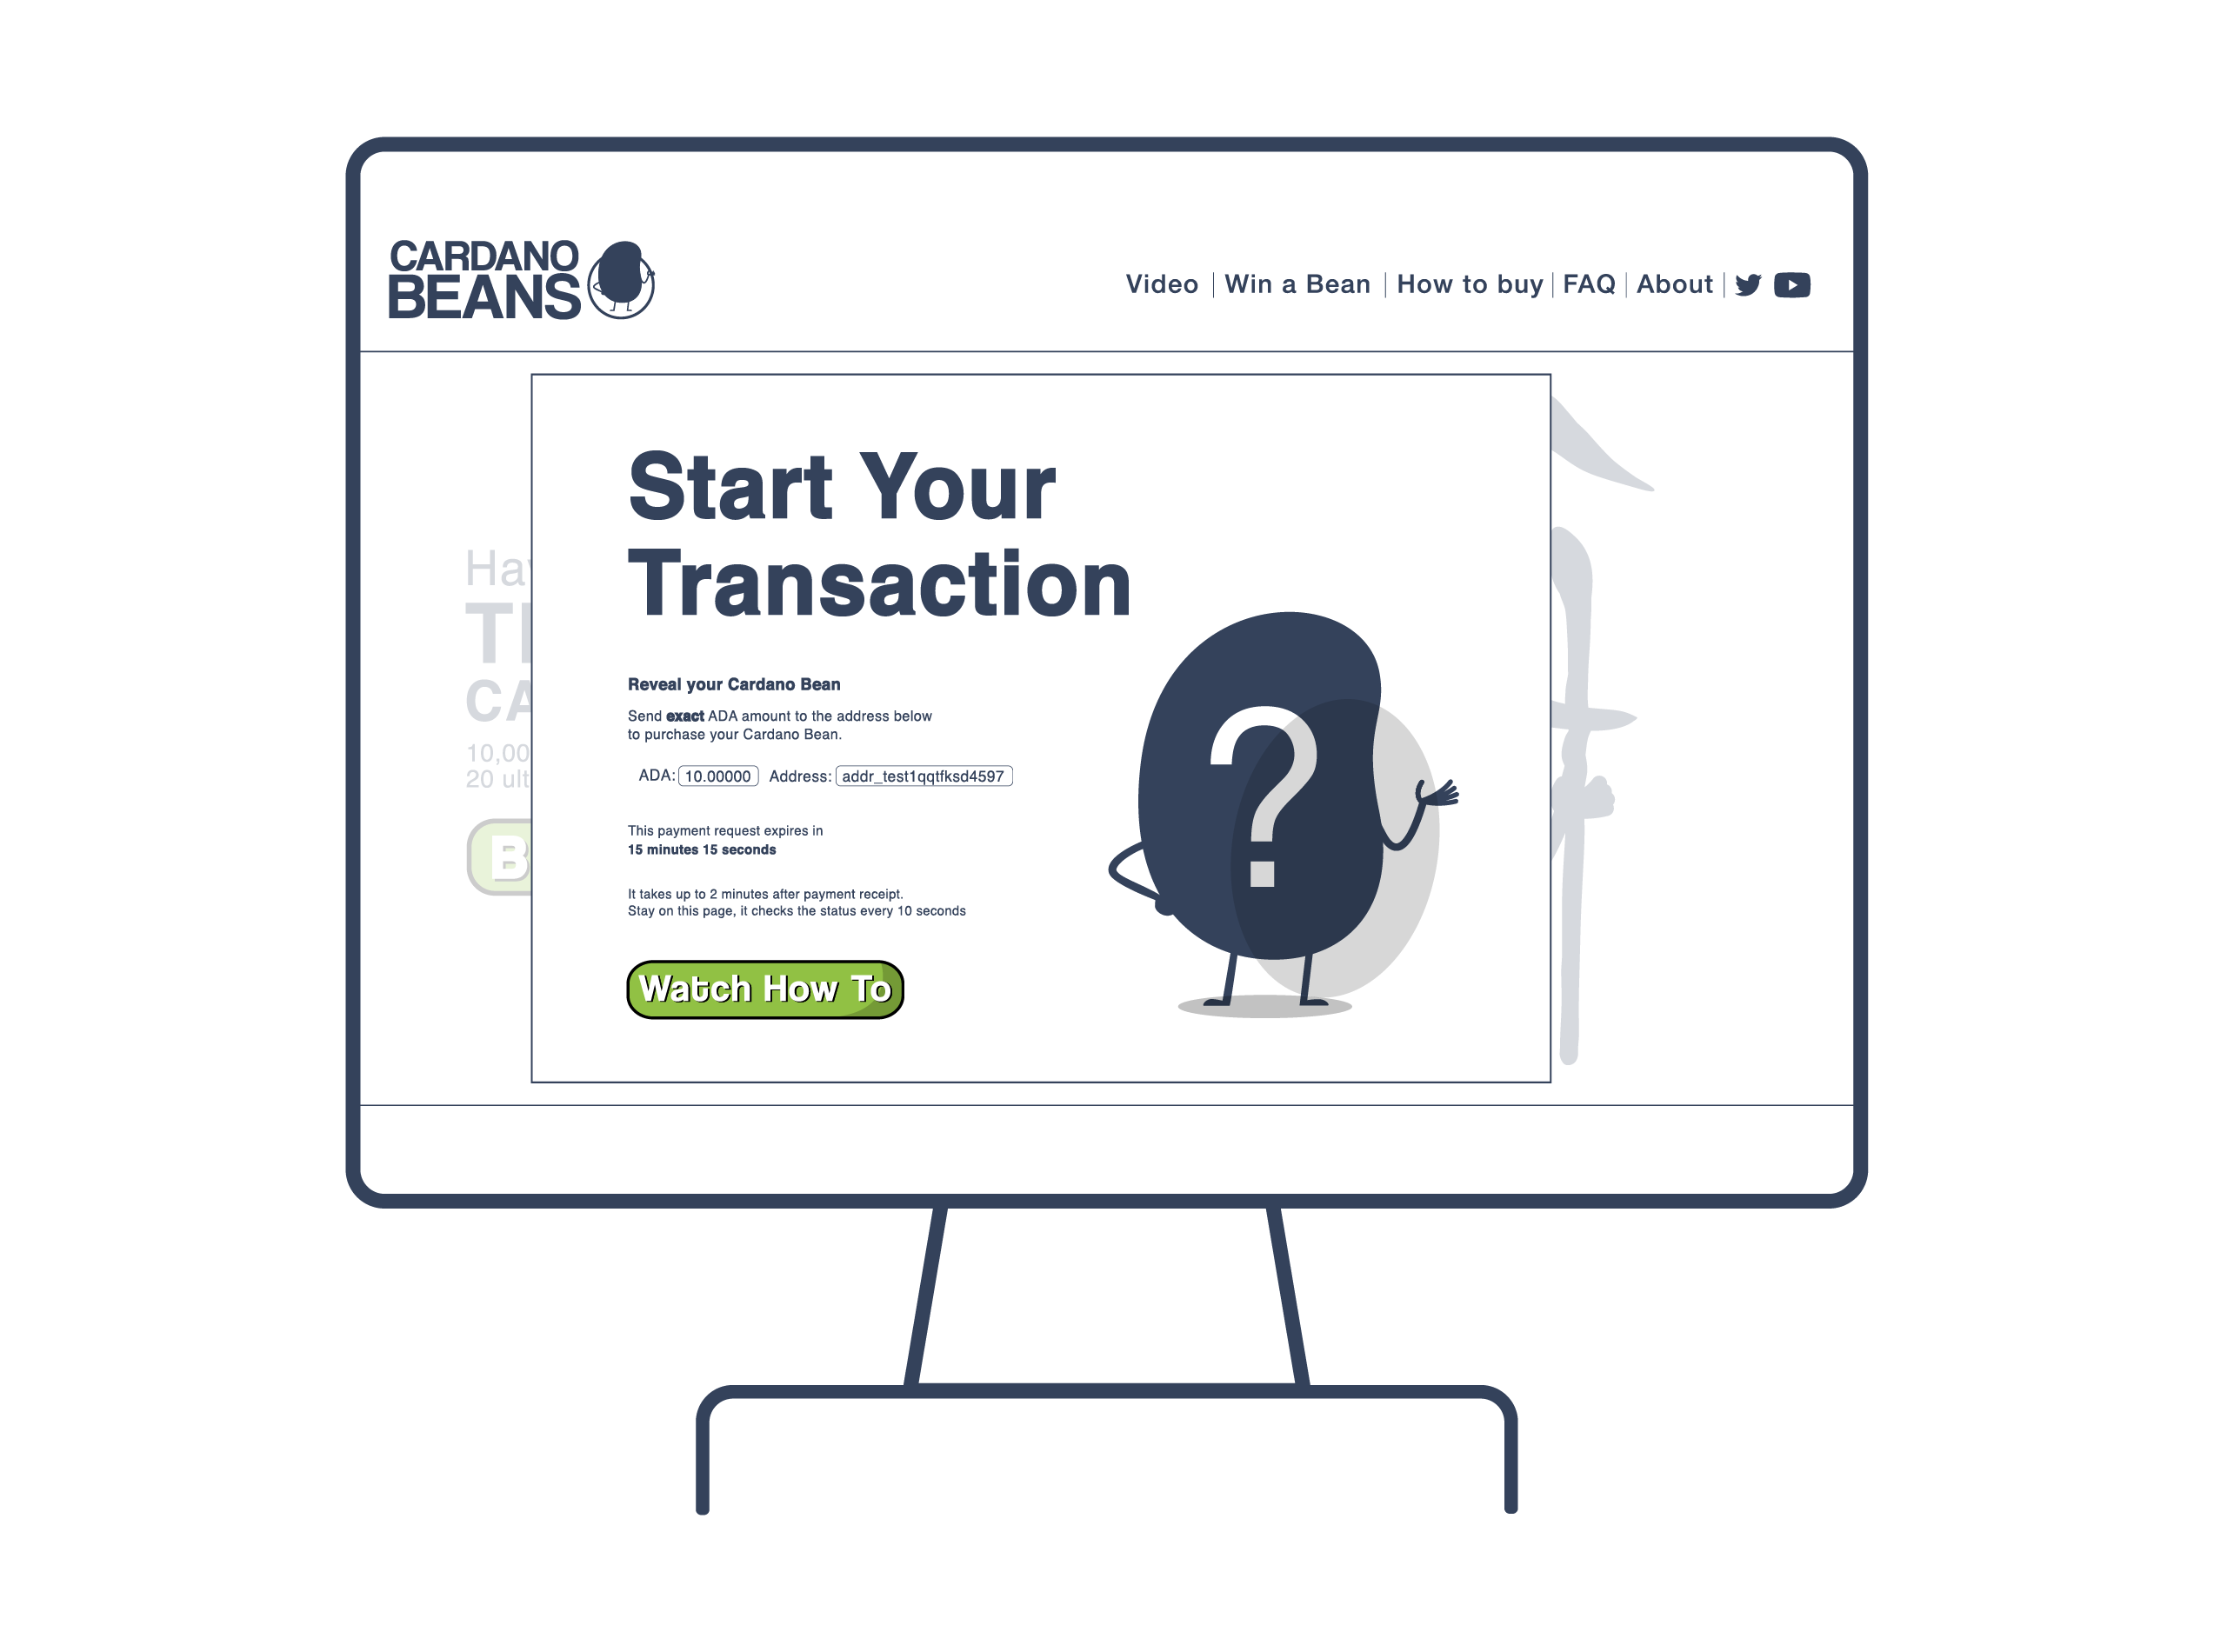 CARDANO
BEANS
Video | Win a Bean | How to buy | FAQ | About |
Start Your
Transaction
Reveal your Cardano Bean
Send exact ADA amount to the address below
to purchase your Cardano Bean.
ADA: 10.00000 Address: addr_test1qqtfksd4597
This payment request expires in
15 minutes 15 seconds
It takes up to 2 minutes after payment receipt.
Stay on this page, it checks the status every 10 seconds
Watch How To
?
10,00
20 ult
B